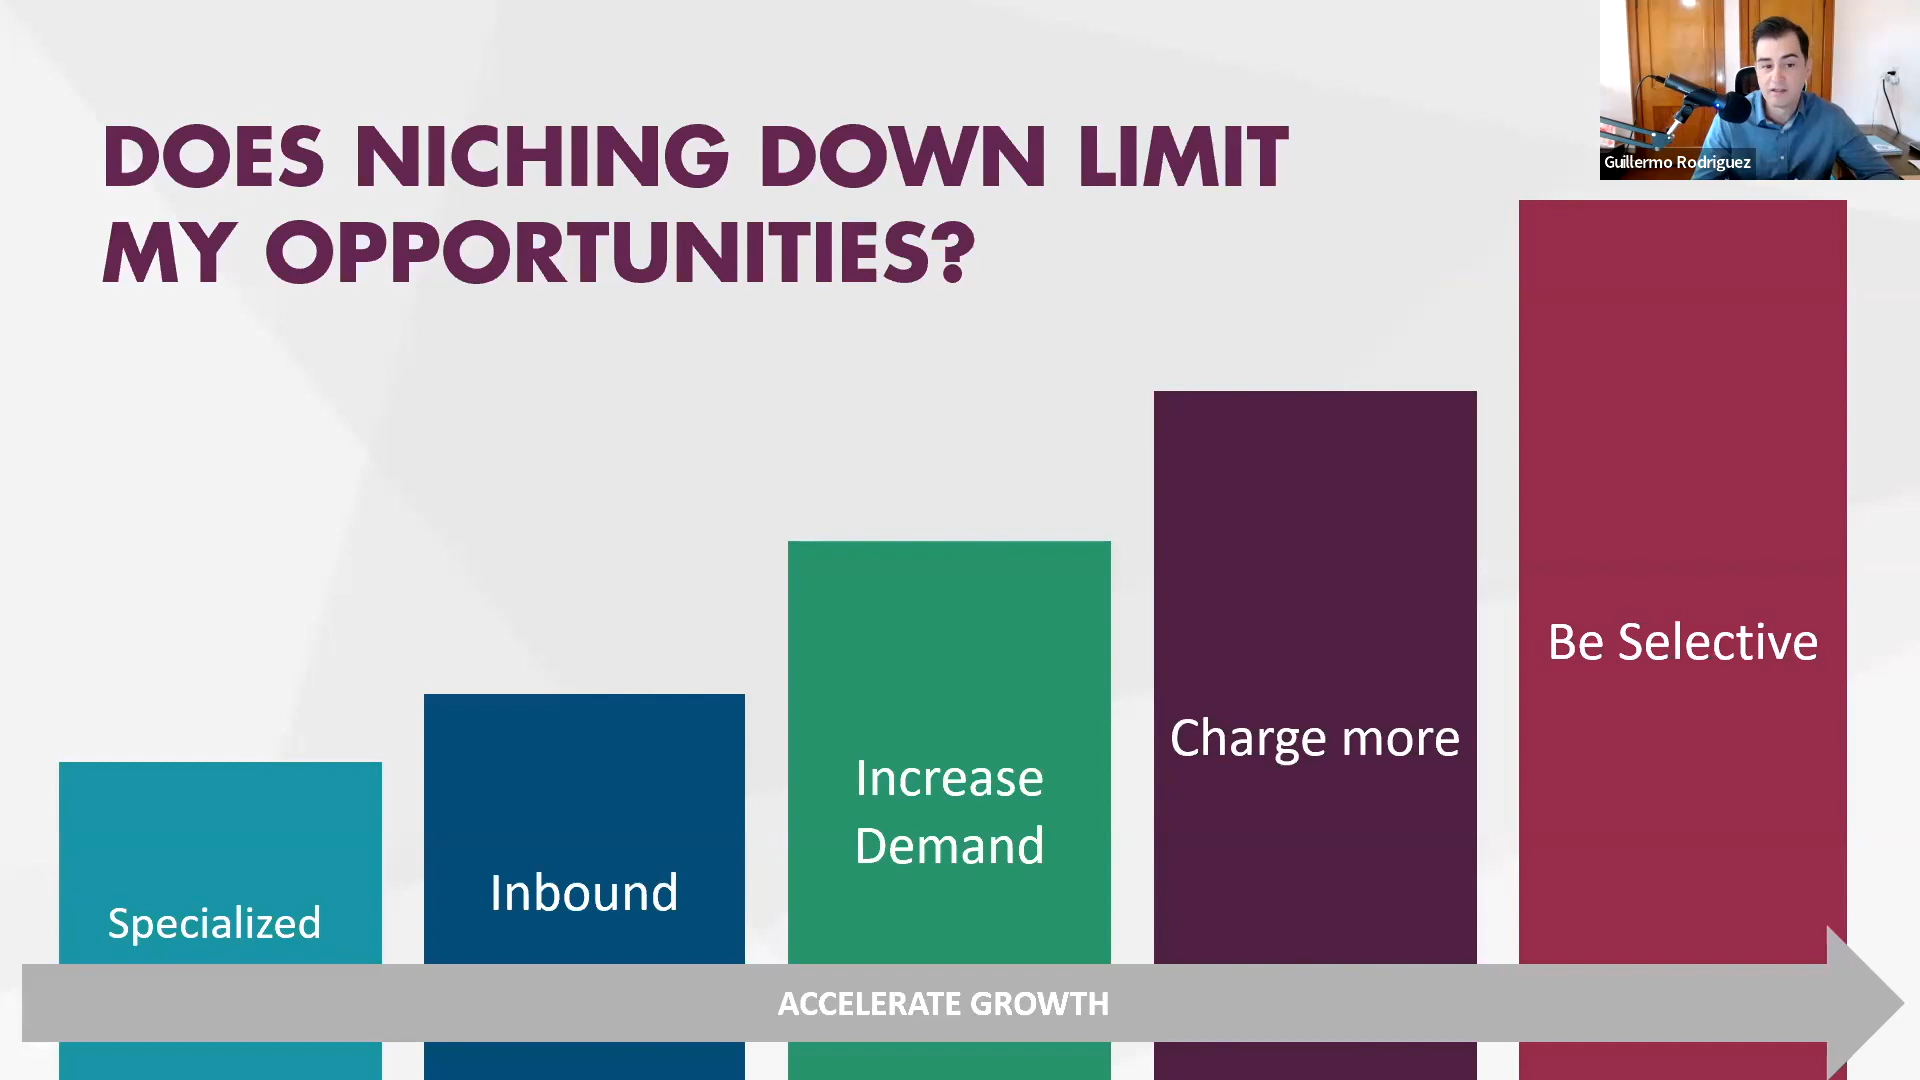 DOES NICHING DOWN LIMIT
MY OPPORTUNITIES?
Guillermo Rodriguez
Specialized
Inbound
Increase
Demand
Charge more
Be Selective
ACCELERATE GROWTH